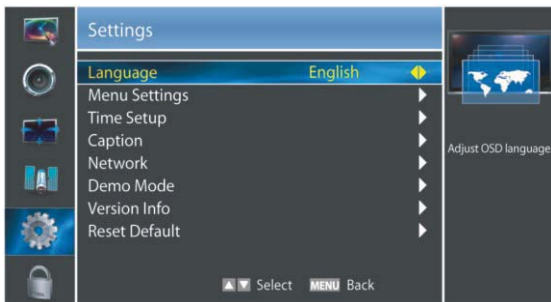 Settings
Language English
Menu Settings
Time Setup
Caption
Network
Demo Mode
Version Info
Reset Default
Select MENU Back
Adjust OSD language